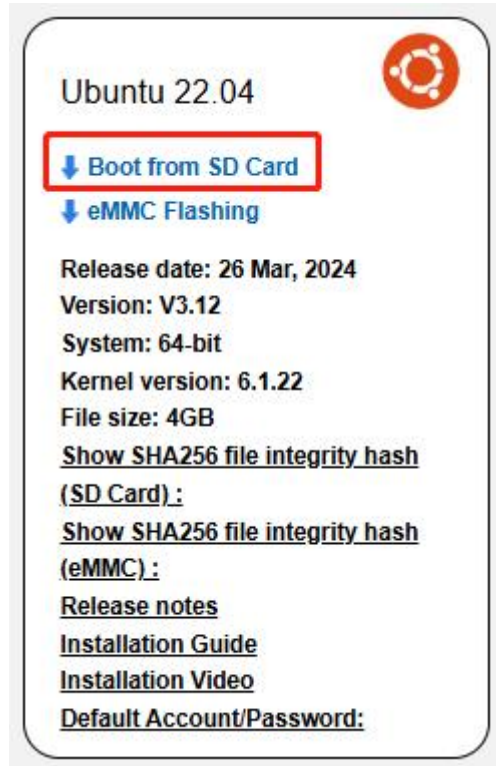 Ubuntu 22.04
Boot from SD Card
eMMC Flashing
Release date: 26 Mar, 2024
Version: V3.12
System: 64-bit
Kernel version: 6.1.22
File size: 4GB
Show SHA256 file integrity hash
(SD Card) :
Show SHA256 file integrity hash
(eMMC) :
Release notes
Installation Guide
Installation Video
Default Account/Password: